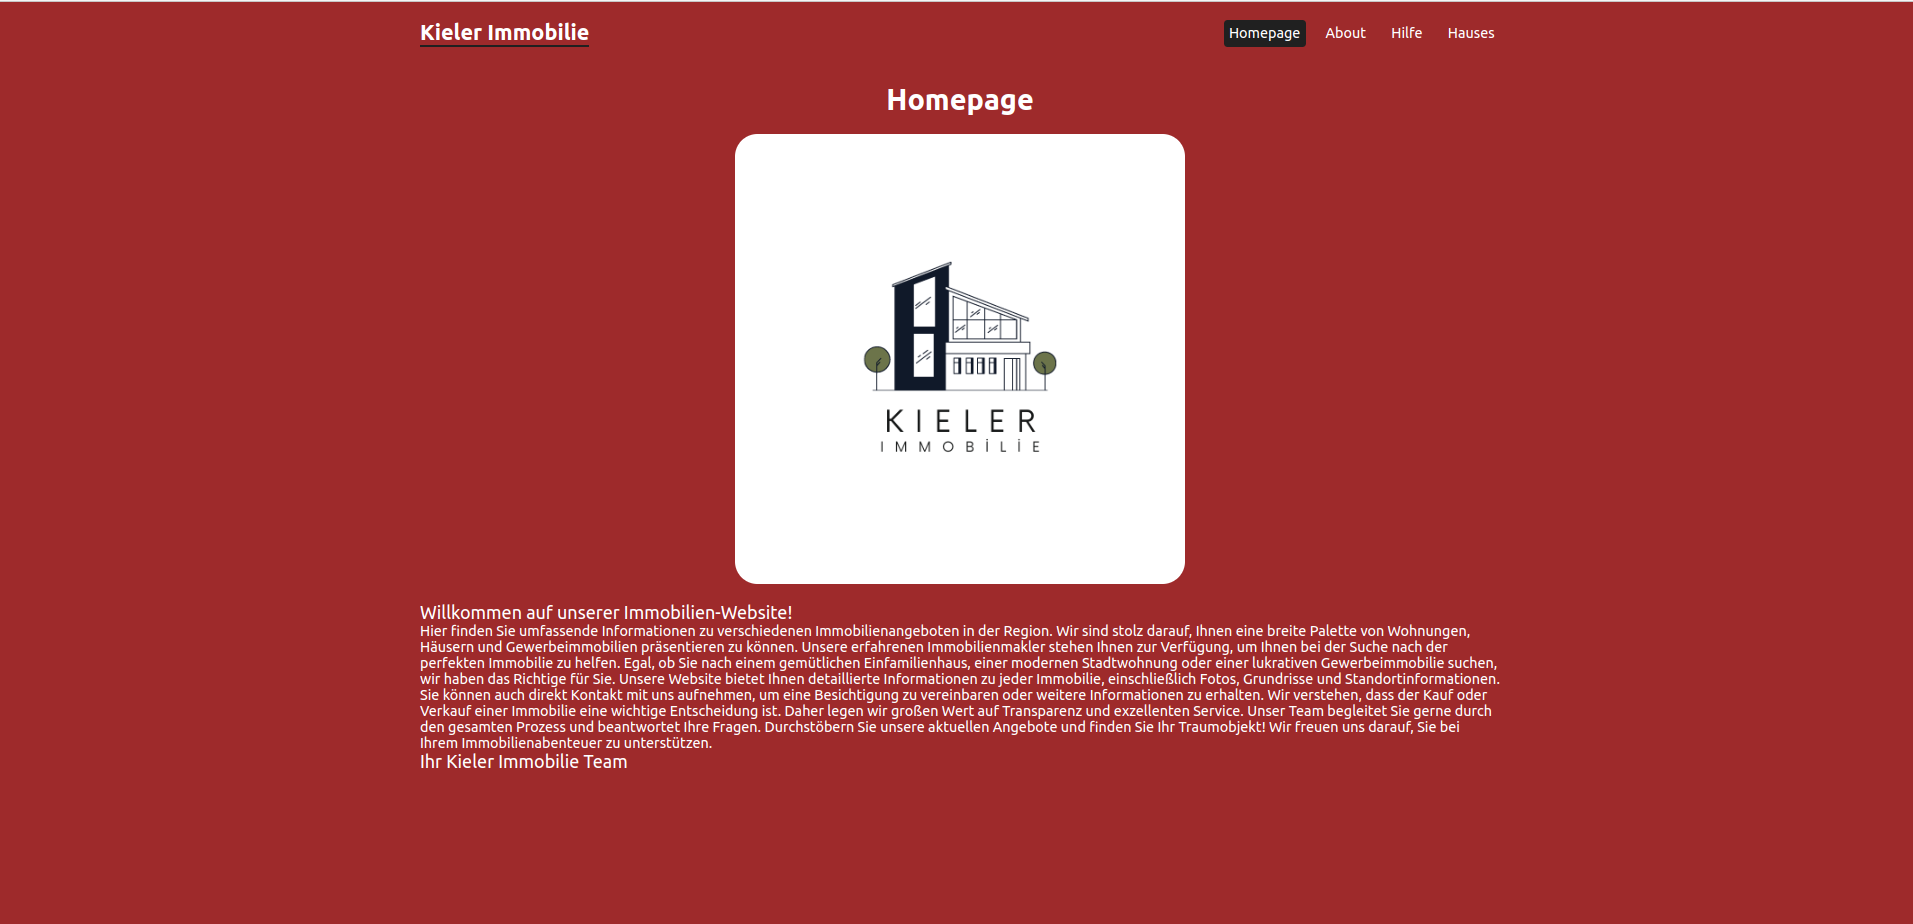 Kieler Immobilie
Homepage About Hilfe Hauses
Homepage
KIELER
IMMOBİLİE
Willkommen auf unserer Immobilien-Website!
Hier finden Sie umfassende Informationen zu verschiedenen Immobilienangeboten in der Region. Wir sind stolz darauf, Ihnen eine breite Palette von Wohnungen,
Häusern und Gewerbeimmobilien präsentieren zu können. Unsere erfahrenen Immobilienmakler stehen Ihnen zur Verfügung, um Ihnen bei der Suche nach der
perfekten Immobilie zu helfen. Egal, ob Sie nach einem gemütlichen Einfamilienhaus, einer modernen Stadtwohnung oder einer lukrativen Gewerbeimmobilie suchen,
wir haben das Richtige für Sie. Unsere Website bietet Ihnen detaillierte Informationen zu jeder Immobilie, einschließlich Fotos, Grundrisse und Standortinformationen.
Sie können auch direkt Kontakt mit uns aufnehmen, um eine Besichtigung zu vereinbaren oder weitere Informationen zu erhalten. Wir verstehen, dass der Kauf oder
Verkauf einer Immobilie eine wichtige Entscheidung ist. Daher legen wir großen Wert auf Transparenz und exzellenten Service. Unser Team begleitet Sie gerne durch
den gesamten Prozess und beantwortet Ihre Fragen. Durchstöbern Sie unsere aktuellen Angebote und finden Sie Ihr Traumobjekt! Wir freuen uns darauf, Sie bei
Ihrem Immobilienabenteuer zu unterstützen.
Ihr Kieler Immobilie Team